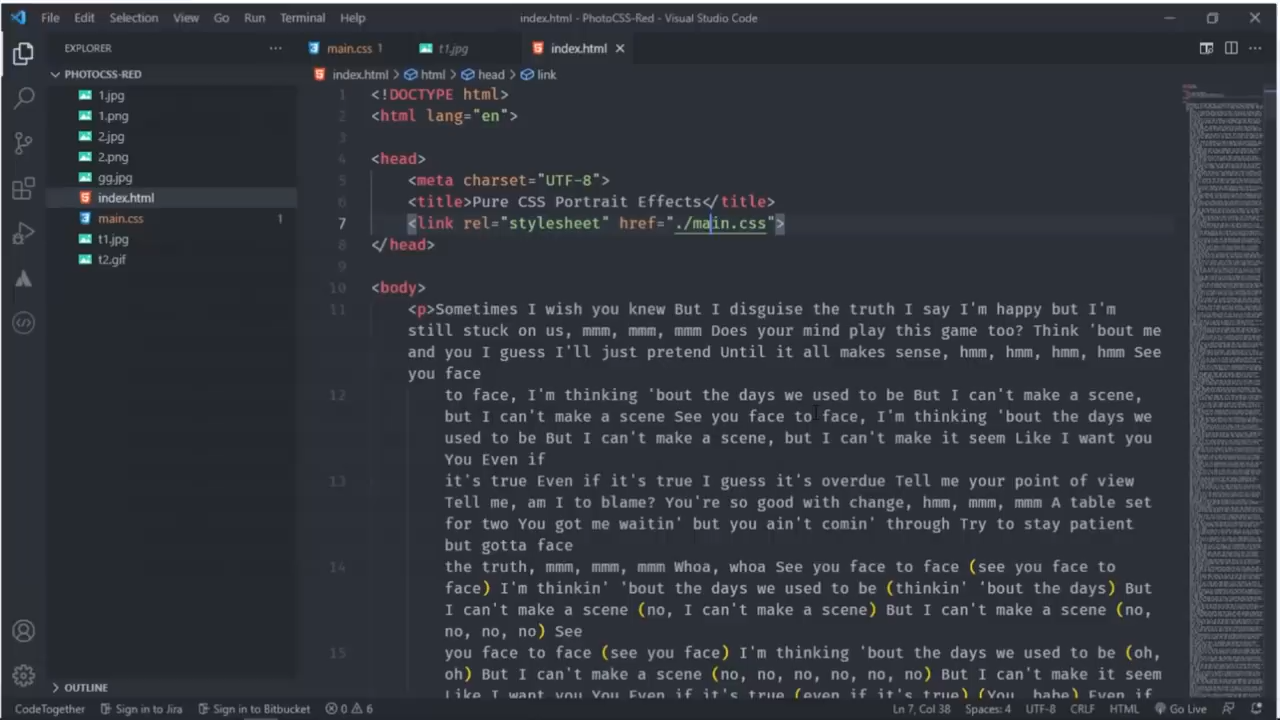 File Edit Selection View Go Run Terminal Help index.html - PhotoCSS-Red - Visual Studio Code
EXPLORER
main.css 1 t1.jpg index.html
PHOTOCSS-RED
index.html > html > head > link
1.jpg
1.png
2.jpg
2.png
gg.jpg
index.html
main.css 1
t1.jpg
t2.gif
1 <!DOCTYPE html>
2 <html lang="en">
3
4 <head>
5 <meta charset="UTF-8">
6 <title>Pure CSS Portrait Effects</title>
7 <link rel="stylesheet" href="./main.css">
8 </head>
9
10 <body>
11 <p>Sometimes I wish you knew But I disguise the truth I say I'm happy but I'm
still stuck on us, mmm, mmm, mmm Does your mind play this game too? Think 'bout me
and you I guess I'll just pretend Until it all makes sense, hmm, hmm, hmm, hmm See
you face
12 to face, I'm thinking 'bout the days we used to be But I can't make a scene,
but I can't make a scene See you face to face, I'm thinking 'bout the days we
used to be But I can't make a scene, but I can't make it seem Like I want you
You Even if
13 it's true Even if it's true I guess it's overdue Tell me your point of view
Tell me, am I to blame? You're so good with change, hmm, mmm, mmm A table set
for two You got me waitin' but you ain't comin' through Try to stay patient
but gotta face
14 the truth, mmm, mmm, mmm Whoa, whoa See you face to face (see you face to
face) I'm thinkin' 'bout the days we used to be (thinkin' 'bout the days) But
I can't make a scene (no, I can't make a scene) But I can't make a scene (no,
no, no, no) See
15 you face to face (see you face) I'm thinking 'bout the days we used to be (oh,
oh) But I can't make a scene (no, no, no, no, no, no) But I can't make it seem
Like I want you You Even if it's true (even if it's true) (You, babe) Even if
OUTLINE
CodeTogether Sign in to Jira Sign in to Bitbucket 0 6 Ln 7, Col 38 Spaces: 4 UTF-8 CRLF HTML Go Live